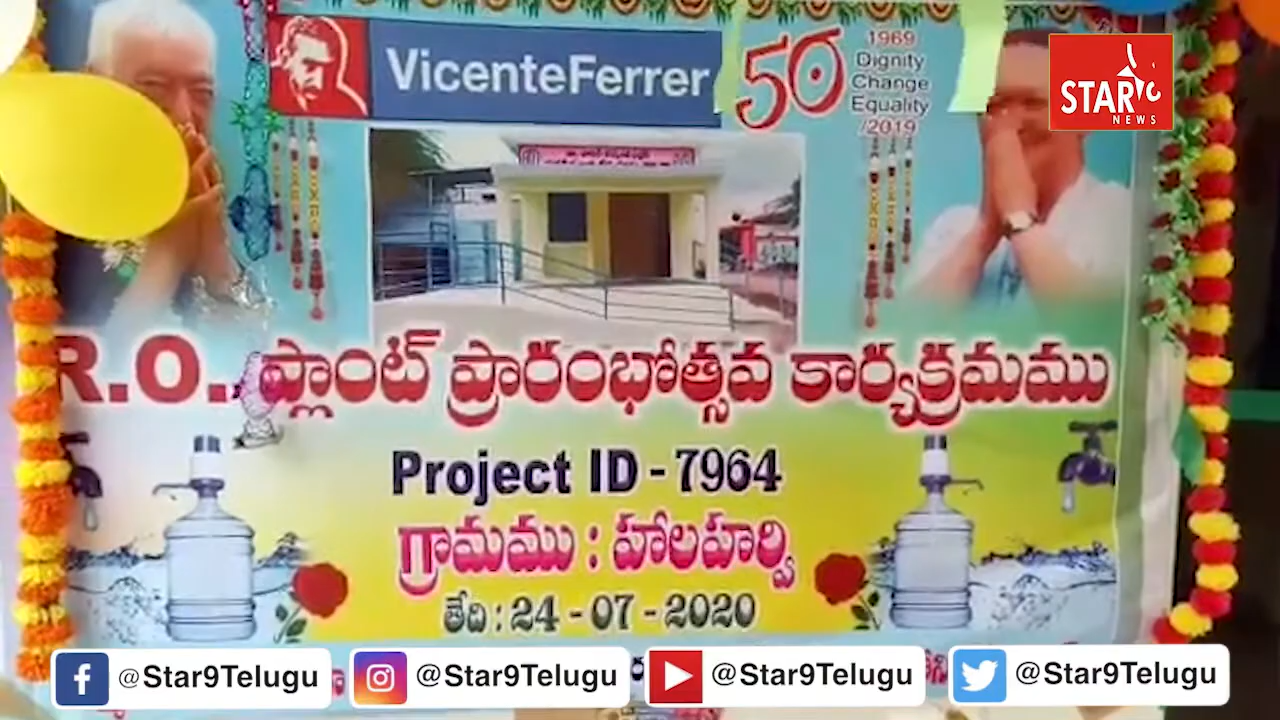 VicenteFerrer
50
1969
Dignity
Change
Equality
/2019
STAR
NEWS
R.O. ప్లాంట్ ప్రారంభోత్సవ కార్యక్రమము
Project ID - 7964
గ్రామము : హాలహర్వి
తేది : 24 - 07 - 2020
@Star9Telugu
@Star9Telugu
@Star9Telugu
@Star9Telugu